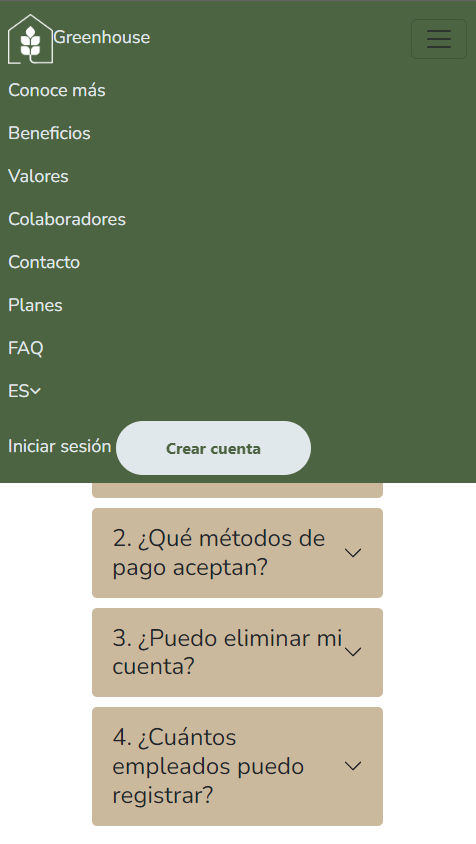 Greenhouse
Conoce más
Beneficios
Valores
Colaboradores
Contacto
Planes
FAQ
ES
Iniciar sesión Crear cuenta
2. ¿Qué métodos de
pago aceptan?
3. ¿Puedo eliminar mi
cuenta?
4. ¿Cuántos
empleados puedo
registrar?